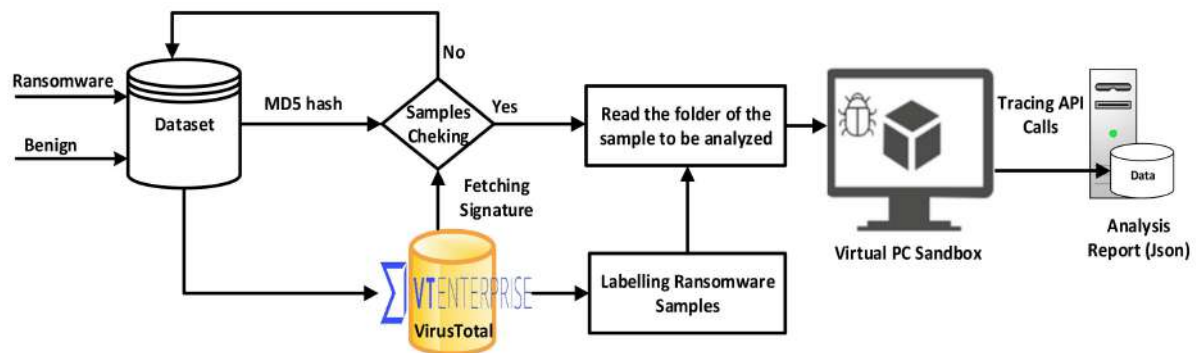 No
Ransomware
MD5 hash
Samples
Cheking
Yes
Dataset
Benign
Read the folder of the
sample to be analyzed
Tracing API
Calls
Data
Fetching
Signature
Virtual PC Sandbox
Analysis
Report (Json)
VTENTERPRISE
VirusTotal
Labelling Ransomware
Samples